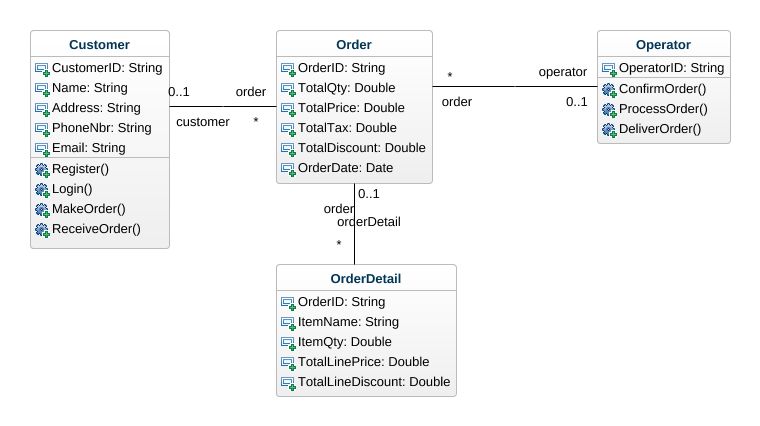 Customer
CustomerID: String
Name: String
Address: String
PhoneNbr: String
Email: String
Register()
Login()
MakeOrder()
ReceiveOrder()
0..1
order
customer
*
Order
OrderID: String
TotalQty: Double
TotalPrice: Double
TotalTax: Double
TotalDiscount: Double
OrderDate: Date
*
operator
order
0..1
Operator
OperatorID: String
ConfirmOrder()
ProcessOrder()
DeliverOrder()
0..1
order
orderDetail
*
OrderDetail
OrderID: String
ItemName: String
ItemQty: Double
TotalLinePrice: Double
TotalLineDiscount: Double